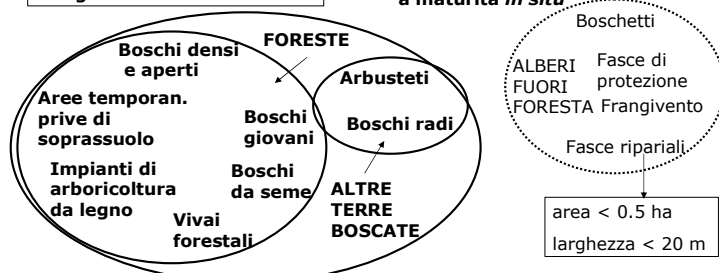 a maturità in situ
FORESTE
Boschi densi
e aperti
Aree temporan.
prive di
soprassuolo
Boschi
giovani
Impianti di
arboricoltura
da legno
Boschi
da seme
Vivai
forestali
Arbusteti
Boschi radi
ALTRE
TERRE
BOSCATE
Boschetti
ALBERI
FUORI
FORESTA
Fasce di
protezione
Frangivento
Fasce ripariali
area < 0.5 ha
larghezza < 20 m